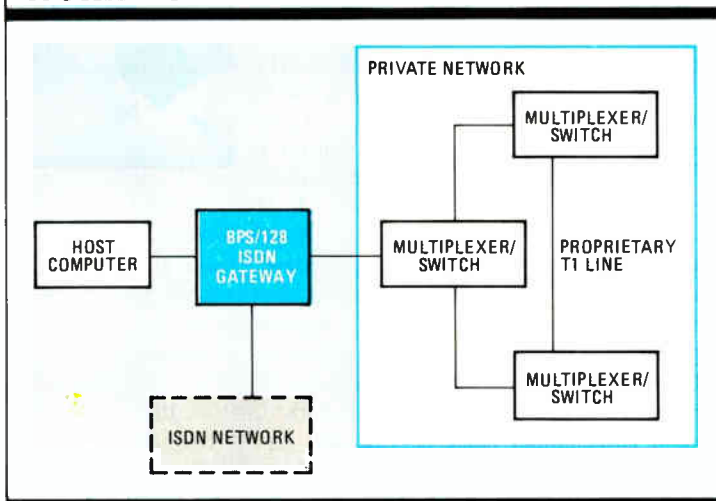 PRIVATE NETWORK
MULTIPLEXER/
SWITCH
HOST
COMPUTER
BPS/128
ISDN
GATEWAY
MULTIPLEXER/
SWITCH
PROPRIETARY
T1 LINE
MULTIPLEXER/
SWITCH
ISDN NETWORK